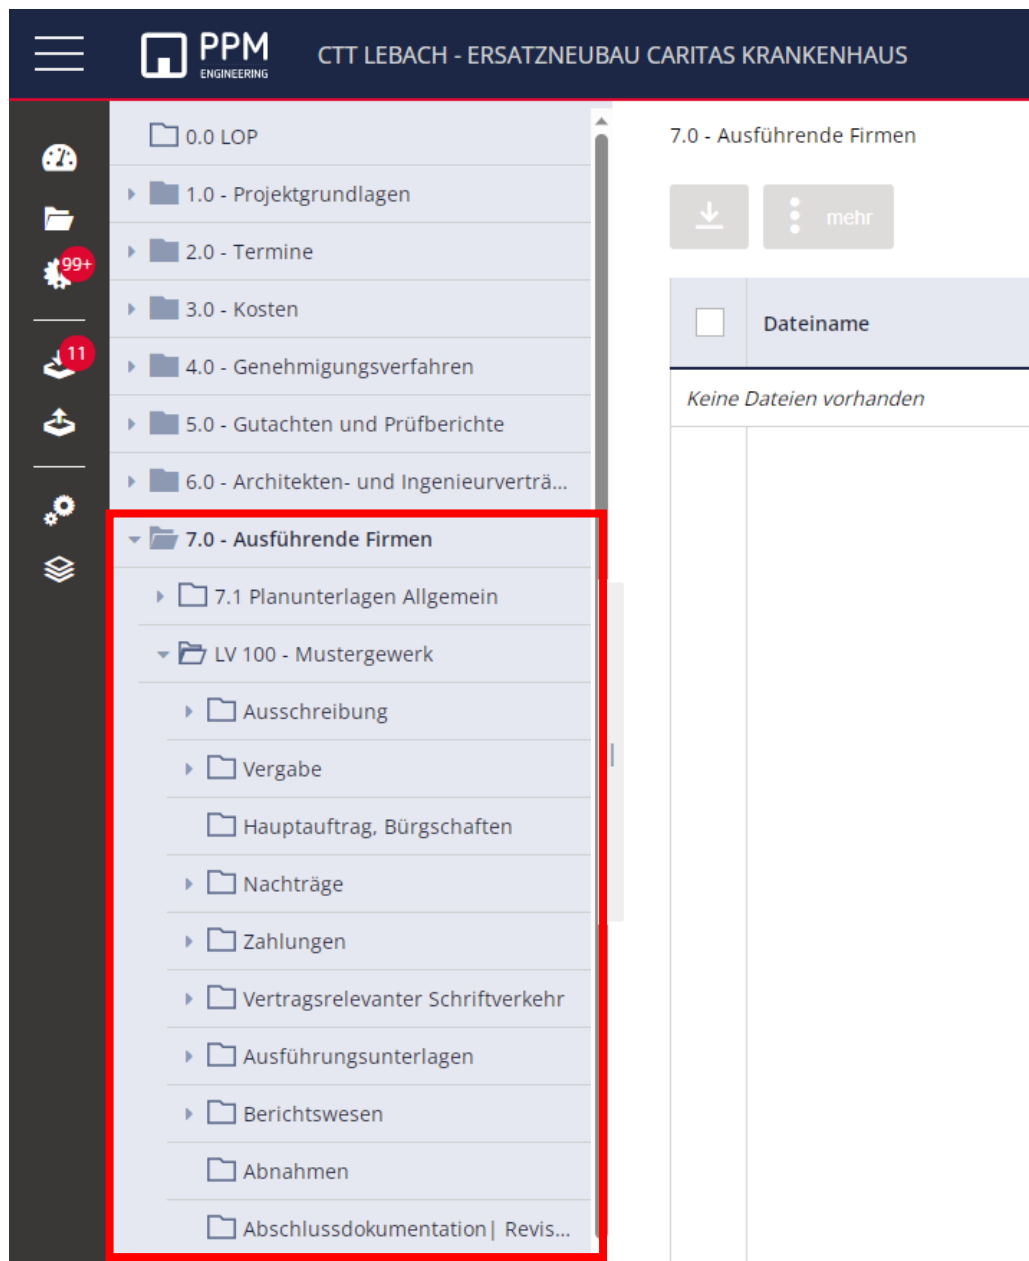 PPM
ENGINEERING
CTT LEBACH - ERSATZNEUBAU CARITAS KRANKENHAUS
99+
11
0.0 LOP
1.0 - Projektgrundlagen
2.0 - Termine
3.0 - Kosten
4.0 - Genehmigungsverfahren
5.0 - Gutachten und Prüfberichte
6.0 - Architekten- und Ingenieurverträ...
7.0 - Ausführende Firmen
7.1 Planunterlagen Allgemein
LV 100 - Mustergewerk
Ausschreibung
Vergabe
Hauptauftrag, Bürgschaften
Nachträge
Zahlungen
Vertragsrelevanter Schriftverkehr
Ausführungsunterlagen
Berichtswesen
Abnahmen
Abschlussdokumentation| Revis...
7.0 - Ausführende Firmen
mehr
Dateiname
Keine Dateien vorhanden